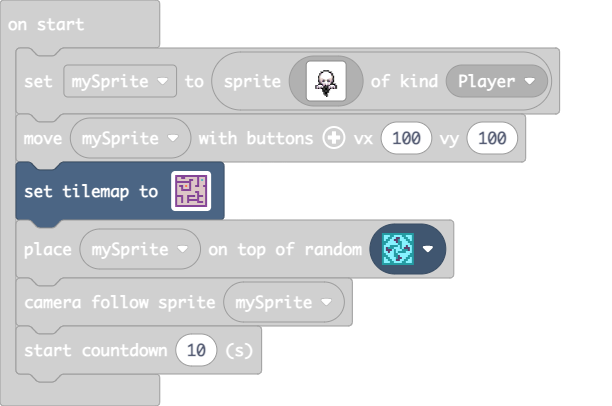 on start
set mySprite to sprite of kind Player
move mySprite with buttons vx 100 vy 100
set tilemap to
place mySprite on top of random
camera follow sprite mySprite
start countdown 10 (s)